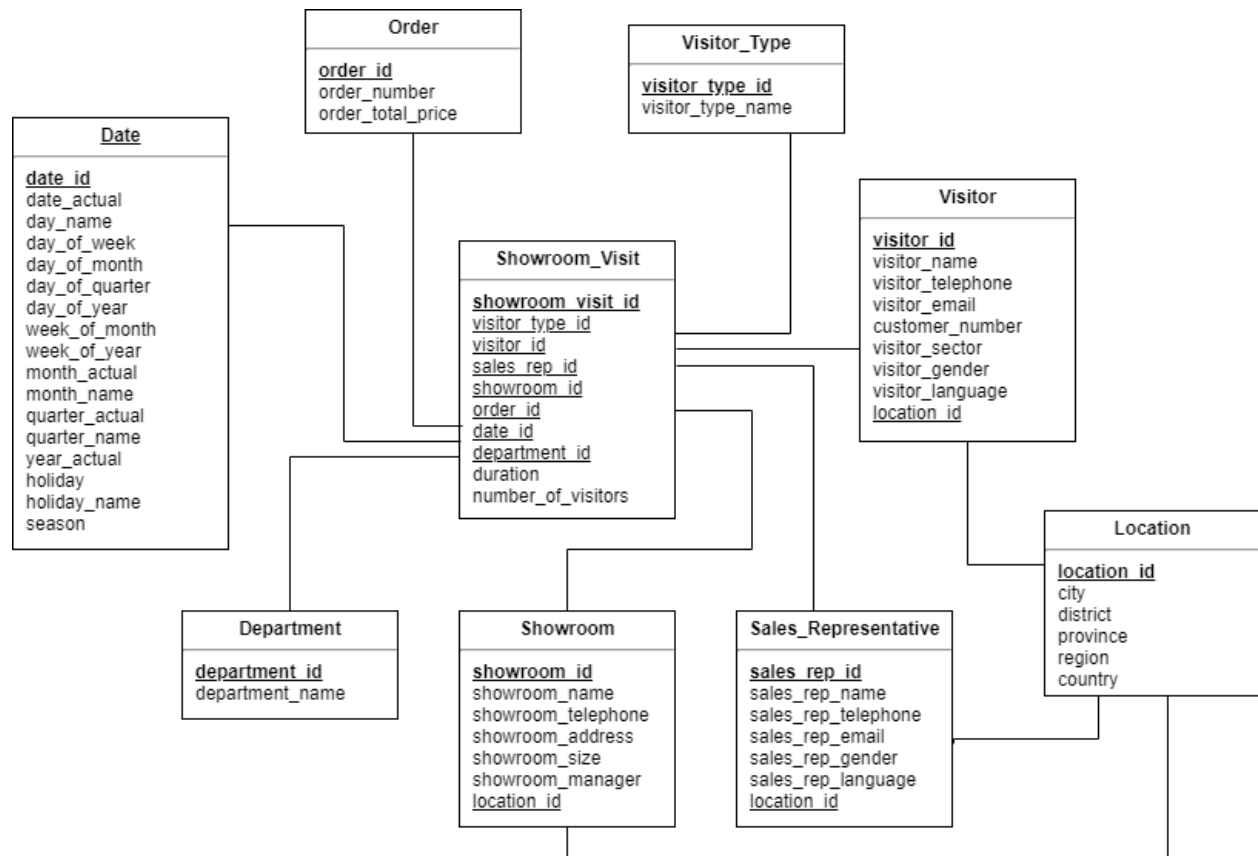 Order
order_id
order_number
order_total_price
Visitor_Type
visitor_type_id
visitor_type_name
Date
date_id
date_actual
day_name
day_of_week
day_of_month
day_of_quarter
day_of_year
week_of_month
week_of_year
month_actual
month_name
quarter_actual
quarter_name
year_actual
holiday
holiday_name
season
Visitor
visitor_id
visitor_name
visitor_telephone
visitor_email
customer_number
visitor_sector
visitor_gender
visitor_language
location_id
Showroom_Visit
showroom_visit_id
visitor_type_id
visitor_id
sales_rep_id
showroom_id
order_id
date_id
department_id
duration
number_of_visitors
Location
location_id
city
district
province
region
country
Department
department_id
department_name
Showroom
showroom_id
showroom_name
showroom_telephone
showroom_address
showroom_size
showroom_manager
location_id
Sales_Representative
sales_rep_id
sales_rep_name
sales_rep_telephone
sales_rep_email
sales_rep_gender
sales_rep_language
location_id